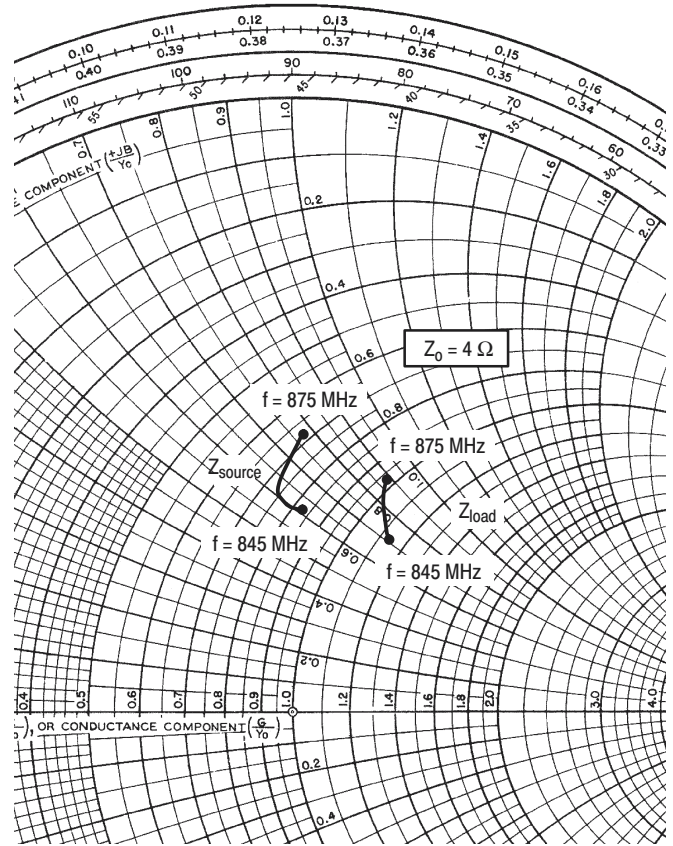 0.10 0.11 0.12 0.13 0.14 0.15 0.16
0.40 0.39 0.38 0.37 0.36 0.35 0.34 0.33
110 100 90 80 70 60
55 50 45 40 35 30
0.7 0.8 0.9 1.0 1.2 1.4 1.6 1.8 2.0
E COMPONENT (+JB/Yo)
0.2
0.4
0.6
0.8
1.0
Z₀ = 4 Ω
f = 875 MHz
f = 875 MHz
Zsource
Zload
f = 845 MHz
f = 845 MHz
0.8
0.6
0.4
0.2
0.4 0.5 0.6 0.7 0.8 0.9 1.0 1.2 1.4 1.6 1.8 2.0 3.0 4.0
), OR CONDUCTANCE COMPONENT (G/Yo)
0.2
0.4